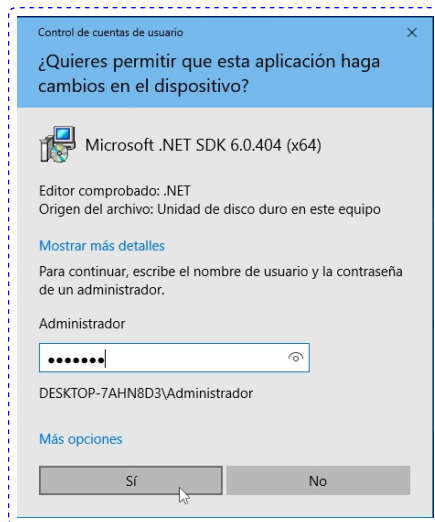 Control de cuentas de usuario
¿Quieres permitir que esta aplicación haga
cambios en el dispositivo?
Microsoft .NET SDK 6.0.404 (x64)
Editor comprobado: .NET
Origen del archivo: Unidad de disco duro en este equipo
Mostrar más detalles
Para continuar, escribe el nombre de usuario y la contraseña
de un administrador.
Administrador
•••••••
DESKTOP-7AHN8D3\Administrador
Más opciones
Sí
No